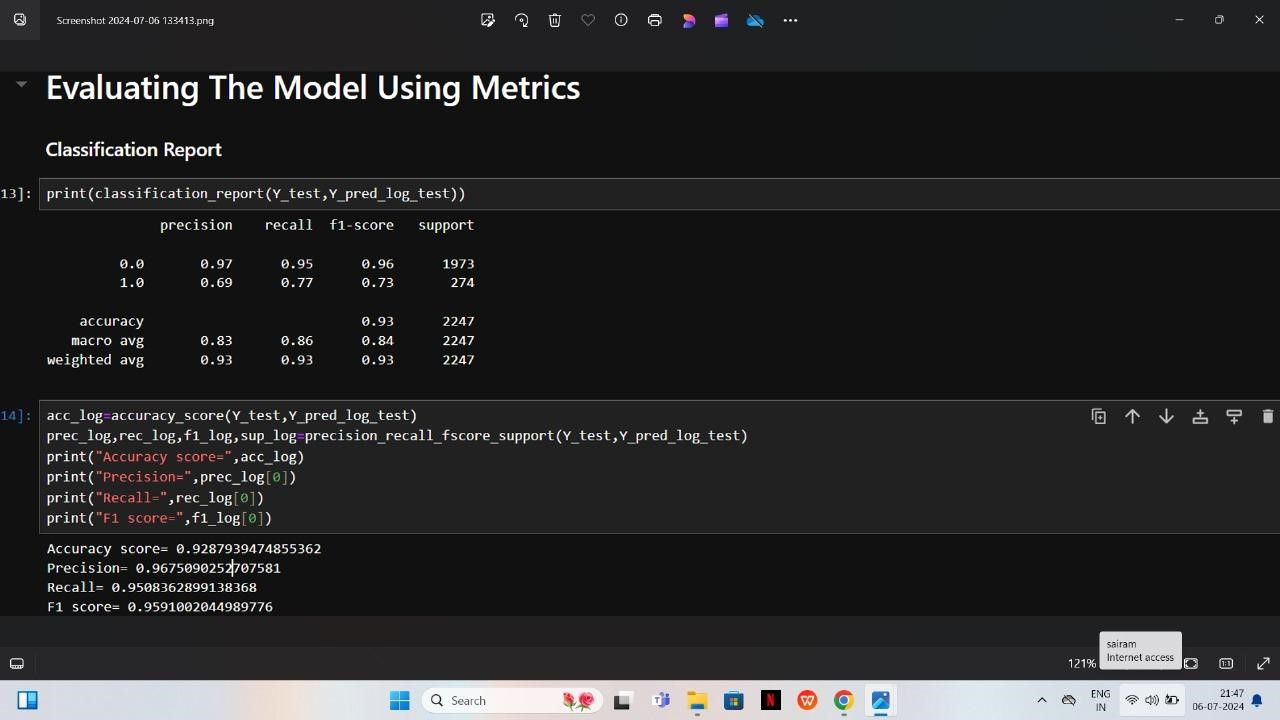 Screenshot 2024-07-06 133413.png
Evaluating The Model Using Metrics
Classification Report
13]: print(classification_report(Y_test,Y_pred_log_test))
precision recall f1-score support
0.0 0.97 0.95 0.96 1973
1.0 0.69 0.77 0.73 274
accuracy 0.93 2247
macro avg 0.83 0.86 0.84 2247
weighted avg 0.93 0.93 0.93 2247
14]: acc_log=accuracy_score(Y_test,Y_pred_log_test)
prec_log,rec_log,f1_log,sup_log=precision_recall_fscore_support(Y_test,Y_pred_log_test)
print("Accuracy score=",acc_log)
print("Precision=",prec_log[0])
print("Recall=",rec_log[0])
print("F1 score=",f1_log[0])
Accuracy score= 0.9287939474855362
Precision= 0.9675090252707581
Recall= 0.9508362899138368
F1 score= 0.9591002044989776
sairam
Internet access
121%
1:1
Search
N
W
ENG
IN
21:47
06-07-2024